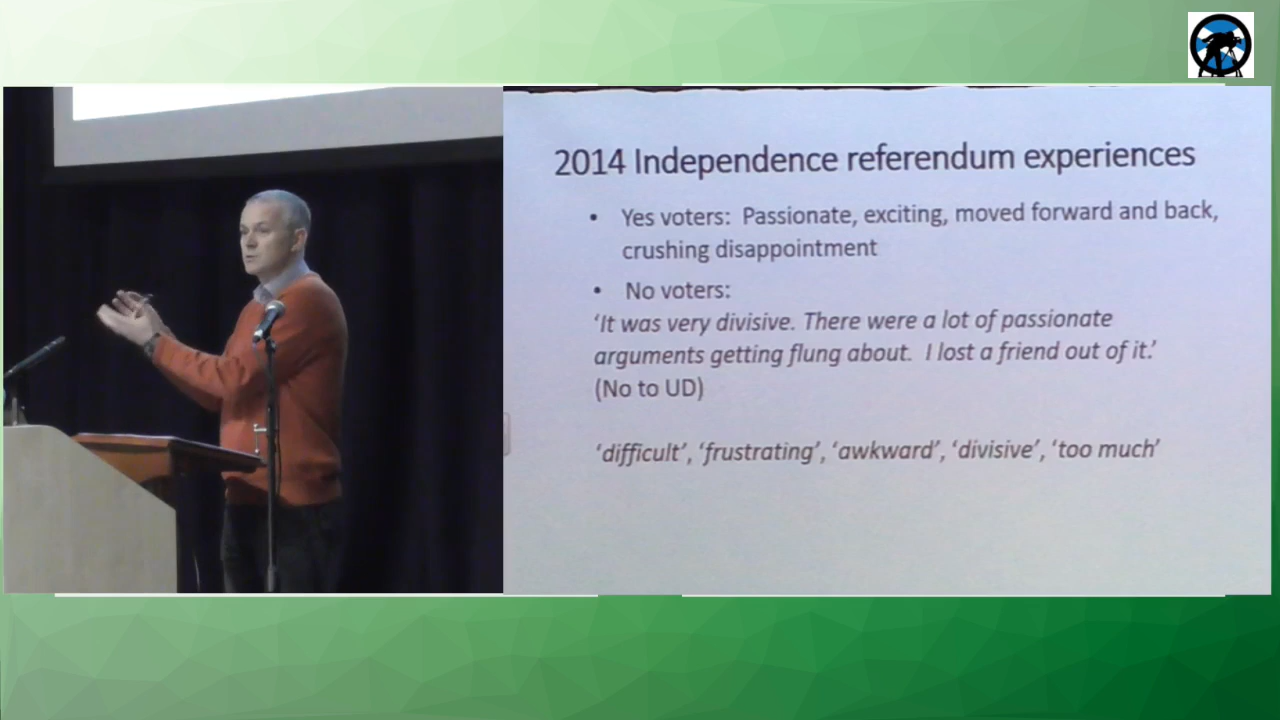 2014 Independence referendum experiences
• Yes voters: Passionate, exciting, moved forward and back,
crushing disappointment
• No voters:
‘It was very divisive. There were a lot of passionate
arguments getting flung about. I lost a friend out of it.’
(No to UD)
‘difficult’, ‘frustrating’, ‘awkward’, ‘divisive’, ‘too much’